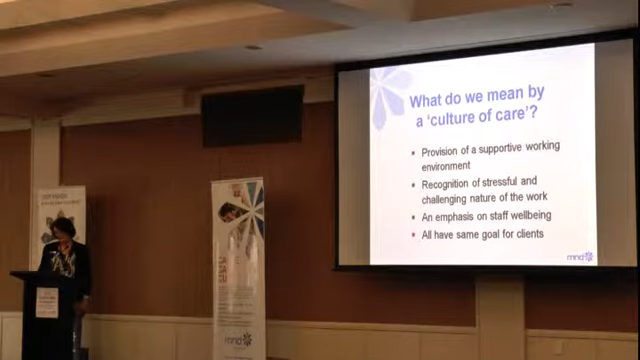 What do we mean by
a ‘culture of care’?
▪ Provision of a supportive working
environment
▪ Recognition of stressful and
challenging nature of the work
▪ An emphasis on staff wellbeing
▪ All have same goal for clients
mnd
mnd